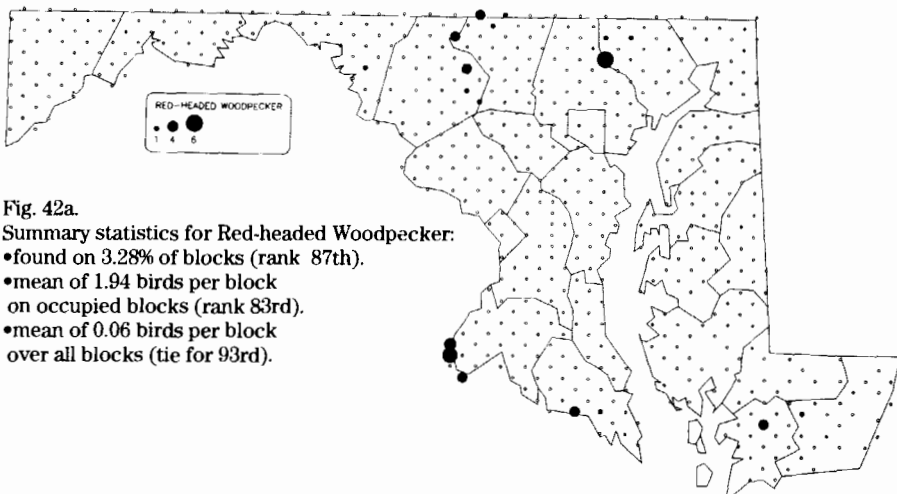 RED-HEADED WOODPECKER
1 4 6
Fig. 42a.
Summary statistics for Red-headed Woodpecker:
•found on 3.28% of blocks (rank 87th).
•mean of 1.94 birds per block
on occupied blocks (rank 83rd).
•mean of 0.06 birds per block
over all blocks (tie for 93rd).